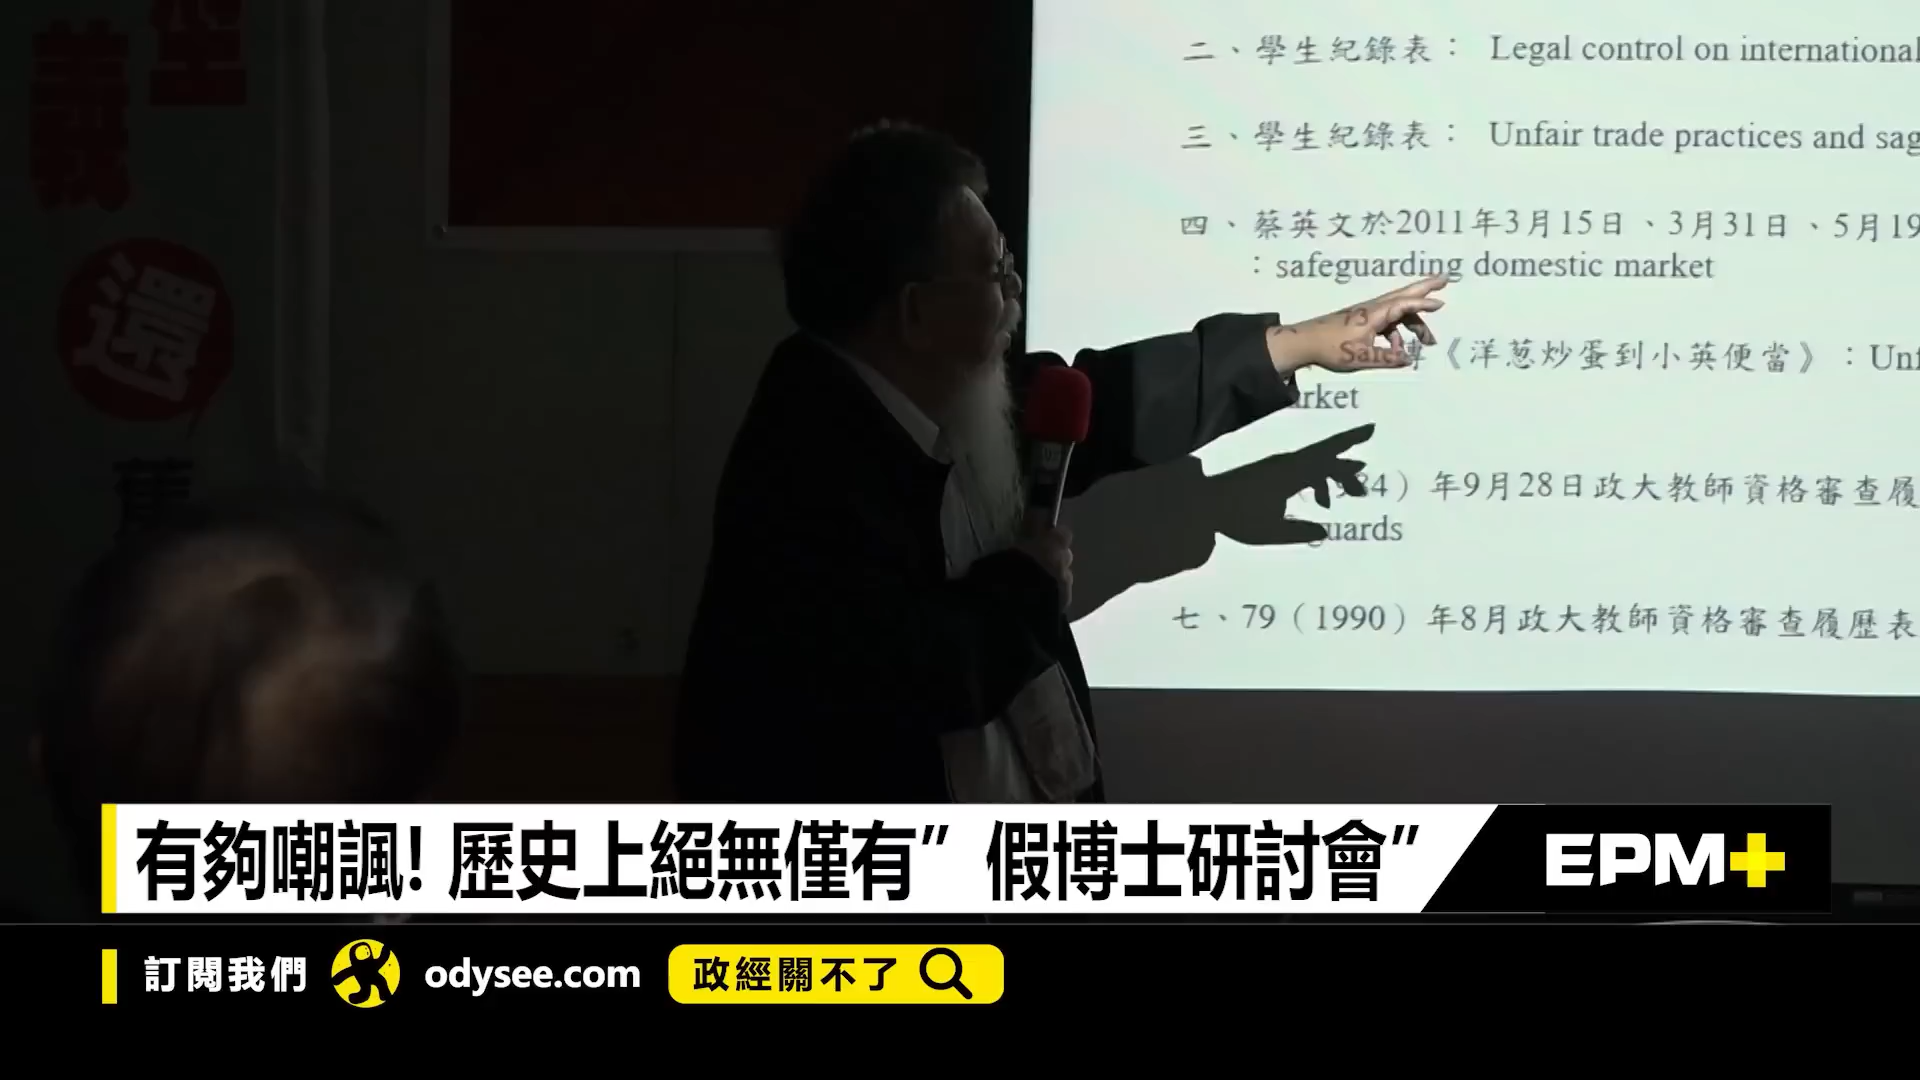 義
還
二、學生紀錄表： Legal control on international
三、學生紀錄表： Unfair trade practices and sag
四、蔡英文於2011年3月15日、3月31日、5月19
：safeguarding domestic market
《洋葱炒蛋到小英便當》：Unf
rket
）年9月28日政大教師資格審查履
guards
七、79（1990）年8月政大教師資格審查履歷表
有夠嘲諷! 歷史上絕無僅有”假博士研討會”
EPM+
訂閱我們 odysee.com 政經關不了